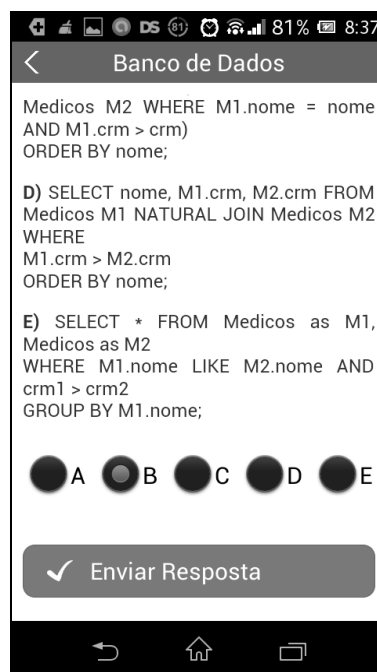 DS 81 81% 8:37
Banco de Dados
Medicos M2 WHERE M1.nome = nome
AND M1.crm > crm)
ORDER BY nome;
D) SELECT nome, M1.crm, M2.crm FROM
Medicos M1 NATURAL JOIN Medicos M2
WHERE
M1.crm > M2.crm
ORDER BY nome;
E) SELECT * FROM Medicos as M1,
Medicos as M2
WHERE M1.nome LIKE M2.nome AND
crm1 > crm2
GROUP BY M1.nome;
A B C D E
Enviar Resposta